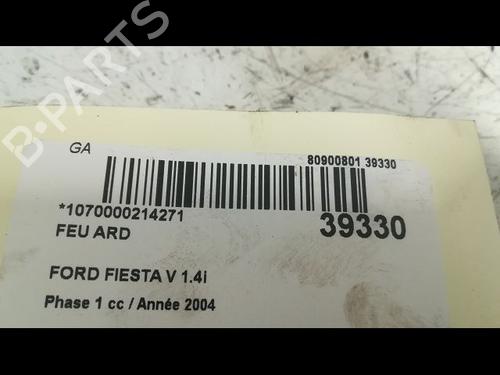 B-PARTS
GA
80900801 39330
*1070000214271
39330
FEU ARD
FORD FIESTA V 1.4i
Phase 1 cc / Année 2004